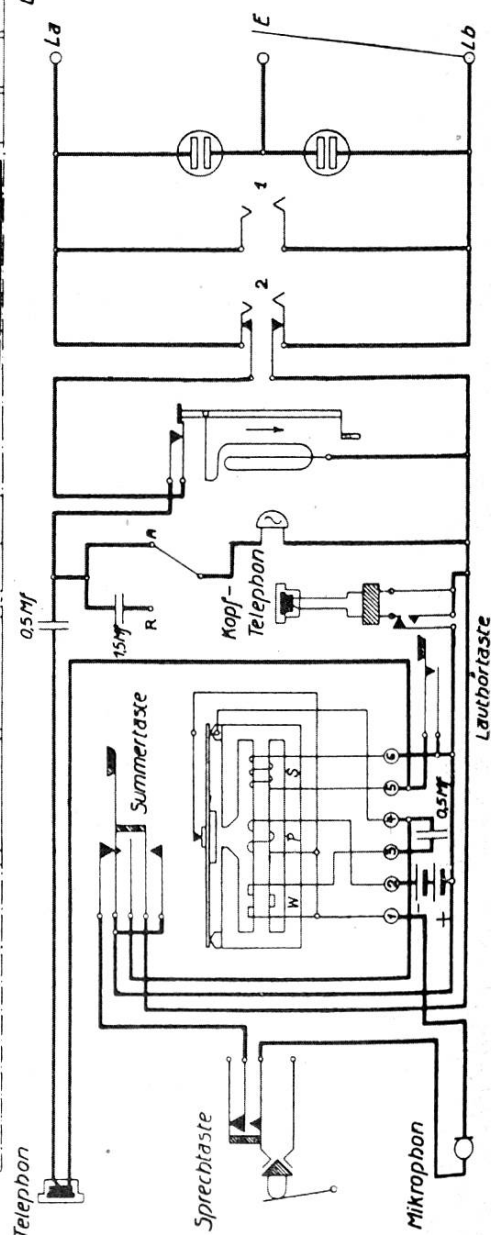 La
E
Lb
1
2
0,5 Mf
1,5 Mf
A
R
Kopf-
Telephon
Summertaste
Lauthörtaste
W
P
S
1
2
3
4
5
6
-
+
0,5 Mf
Telephon
Sprechtaste
Mikrophon